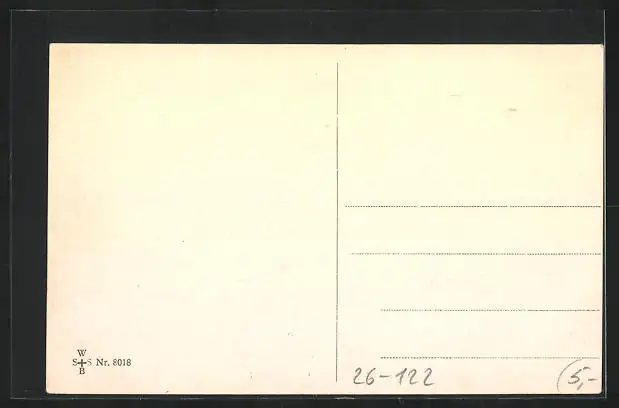 W
S+S Nr. 8018
B
26-122
(5,-